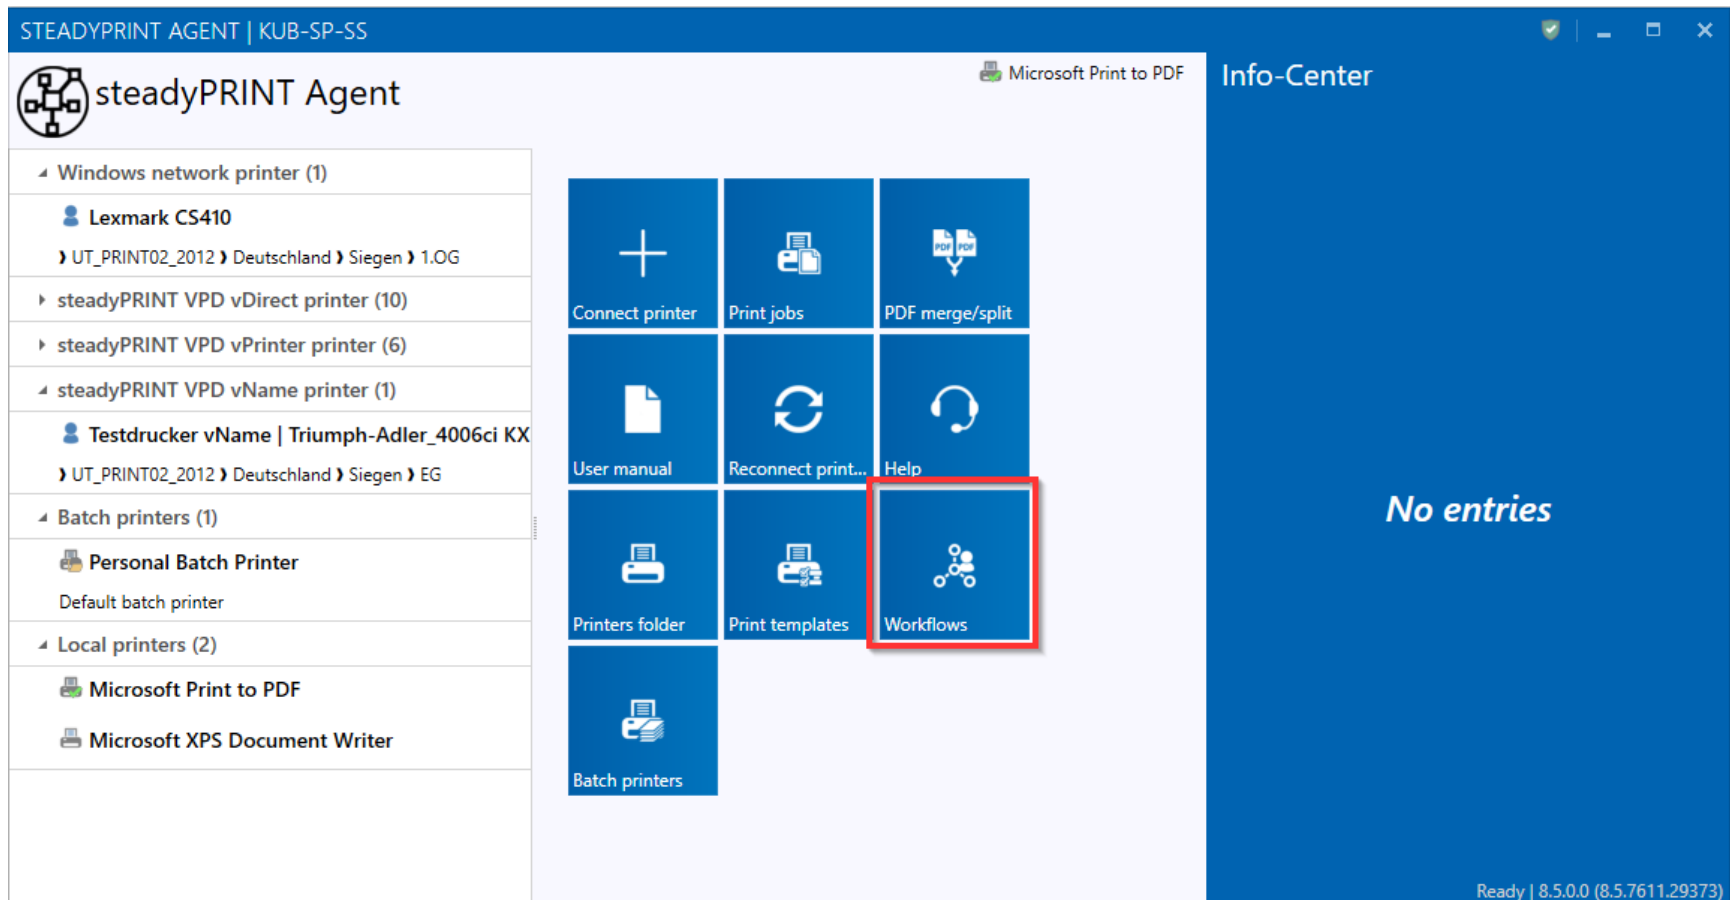 STEADYPRINT AGENT | KUB-SP-SS
steadyPRINT Agent
Microsoft Print to PDF
Info-Center
Windows network printer (1)
Lexmark CS410
❫ UT_PRINT02_2012 ❫ Deutschland ❫ Siegen ❫ 1.OG
steadyPRINT VPD vDirect printer (10)
steadyPRINT VPD vPrinter printer (6)
steadyPRINT VPD vName printer (1)
Testdrucker vName | Triumph-Adler_4006ci KX
❫ UT_PRINT02_2012 ❫ Deutschland ❫ Siegen ❫ EG
Batch printers (1)
Personal Batch Printer
Default batch printer
Local printers (2)
Microsoft Print to PDF
Microsoft XPS Document Writer
Connect printer
Print jobs
PDF PDF
PDF merge/split
User manual
Reconnect print...
Help
Printers folder
Print templates
Workflows
Batch printers
No entries
Ready | 8.5.0.0 (8.5.7611.29373)